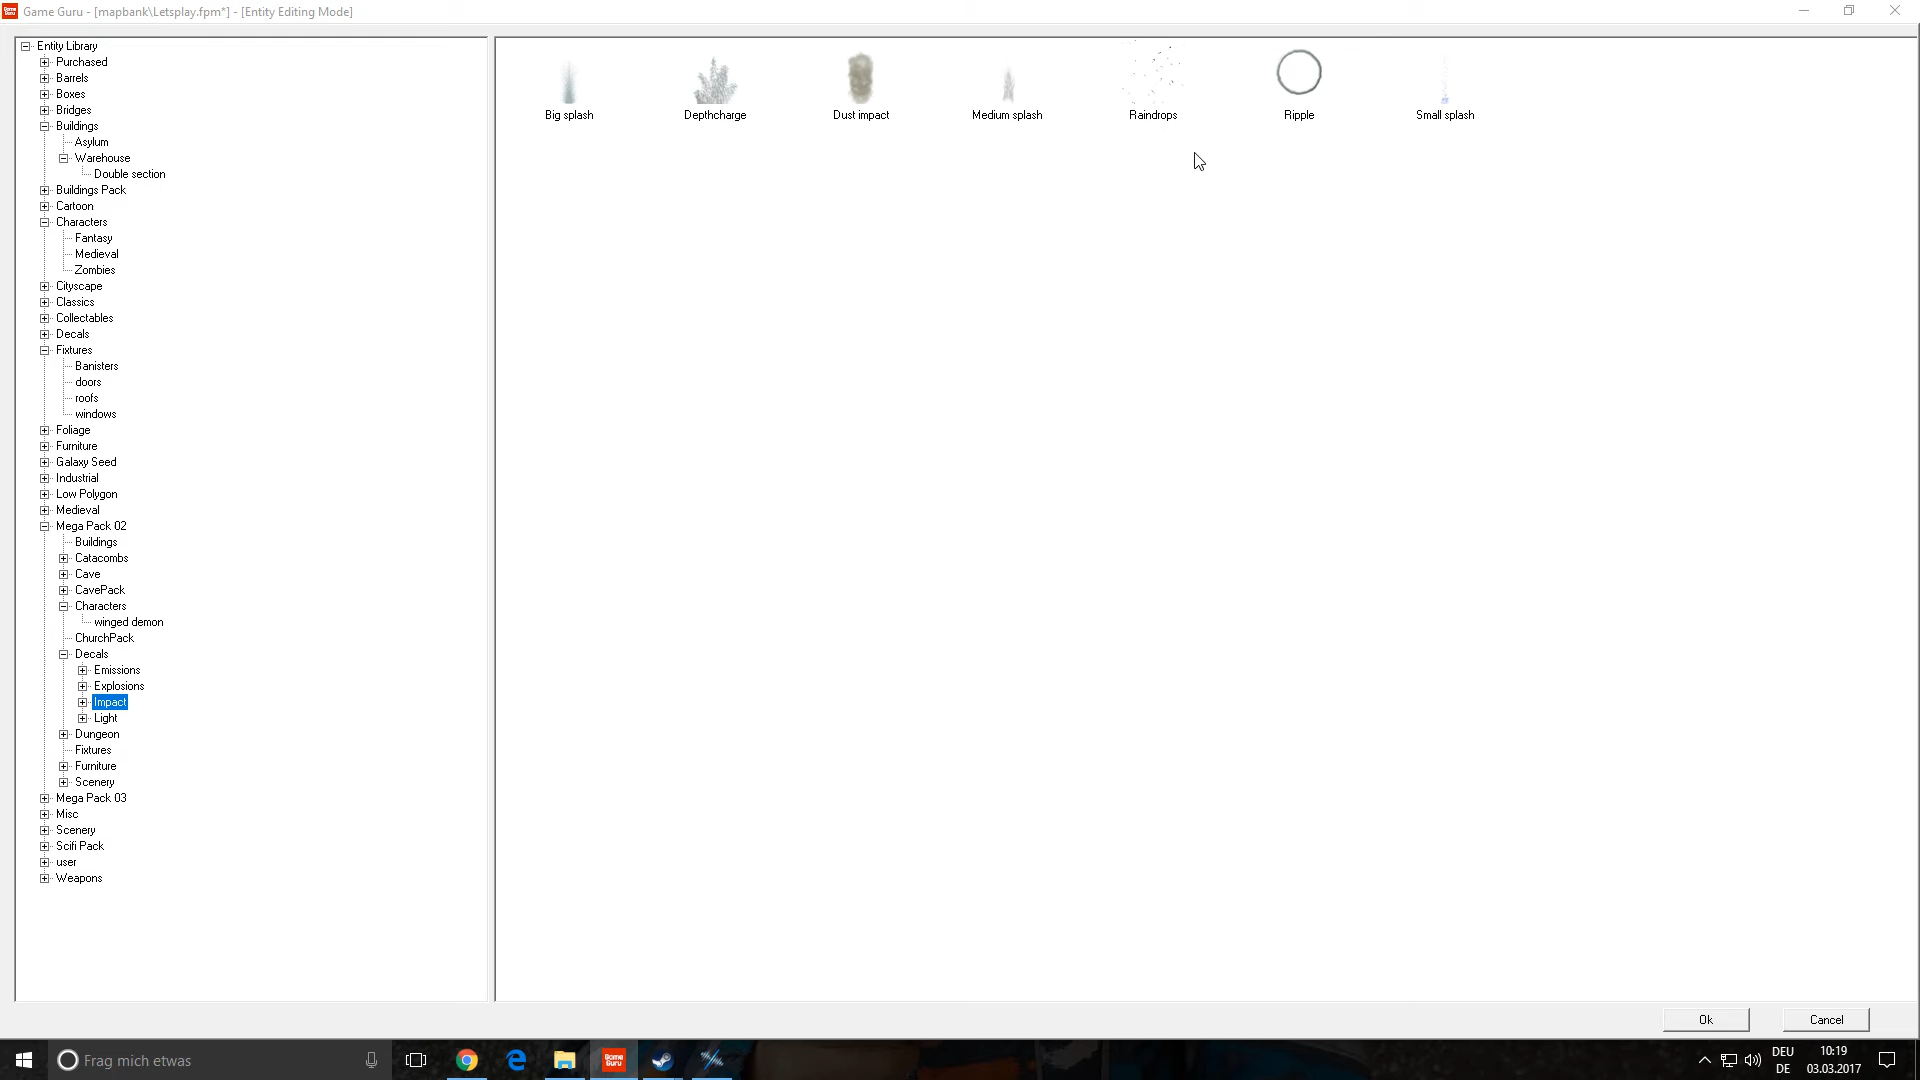 Game Guru - [mapbank\Letsplay.fpm*] - [Entity Editing Mode]
Entity Library
Purchased
Barrels
Boxes
Bridges
Buildings
Asylum
Warehouse
Double section
Buildings Pack
Cartoon
Characters
Fantasy
Medieval
Zombies
Cityscape
Classics
Collectables
Decals
Fixtures
Banisters
doors
roofs
windows
Foliage
Furniture
Galaxy Seed
Industrial
Low Polygon
Medieval
Mega Pack 02
Buildings
Catacombs
Cave
CavePack
Characters
winged demon
ChurchPack
Decals
Emissions
Explosions
Impact
Light
Dungeon
Fixtures
Furniture
Scenery
Mega Pack 03
Misc
Scenery
Scifi Pack
user
Weapons
Big splash
Depthcharge
Dust impact
Medium splash
Raindrops
Ripple
Small splash
Ok
Cancel
Frag mich etwas
Game
Guru
DEU
DE
10:19
03.03.2017